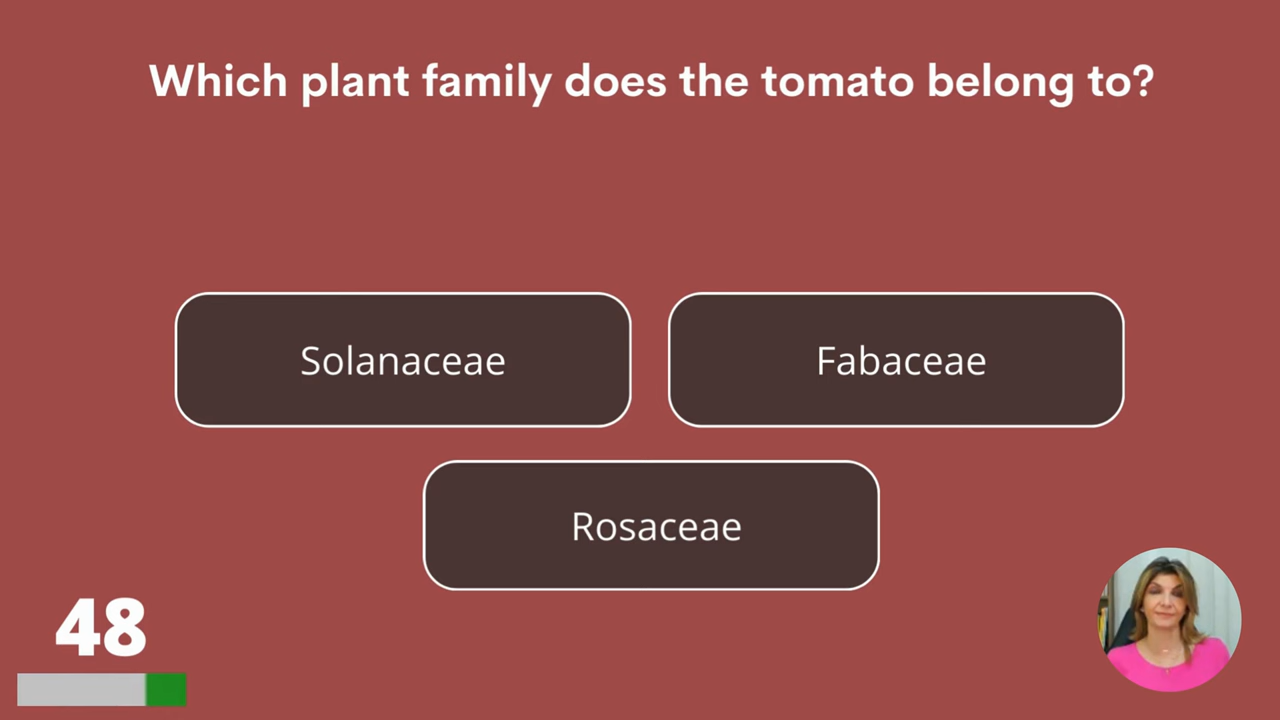 Which plant family does the tomato belong to?
Solanaceae
Fabaceae
Rosaceae
48